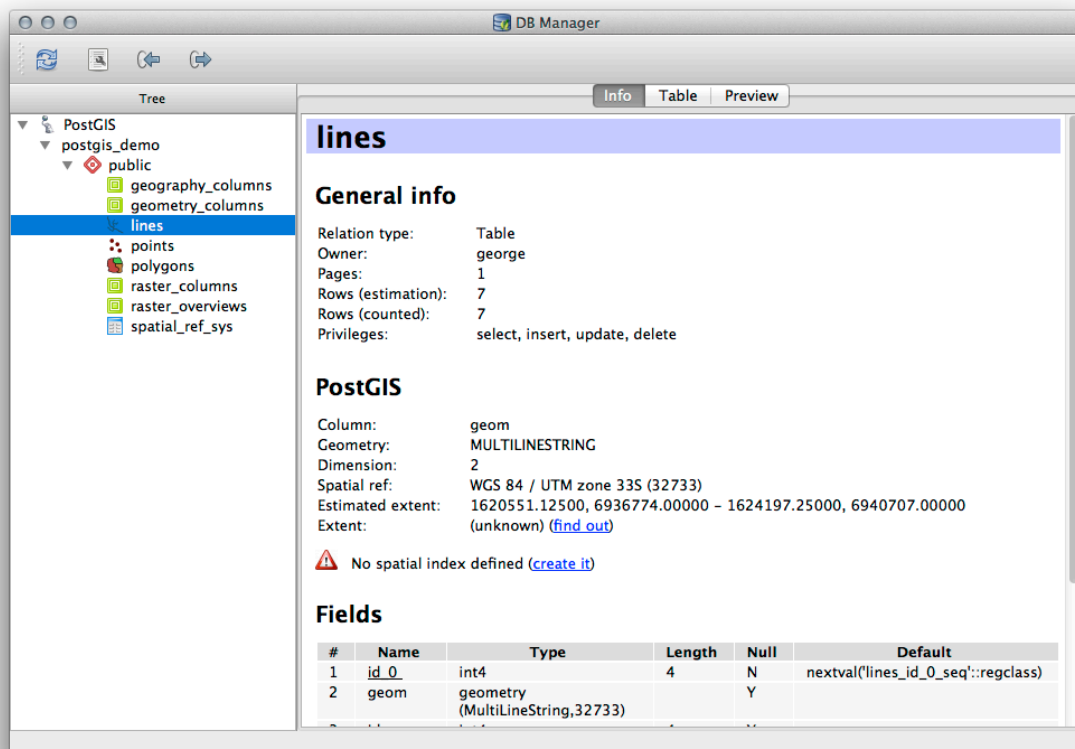 DB Manager
Tree
Info Table Preview
PostGIS
postgis_demo
public
geography_columns
geometry_columns
lines
points
polygons
raster_columns
raster_overviews
spatial_ref_sys
lines
General info
Relation type: Table
Owner: george
Pages: 1
Rows (estimation): 7
Rows (counted): 7
Privileges: select, insert, update, delete
PostGIS
Column: geom
Geometry: MULTILINESTRING
Dimension: 2
Spatial ref: WGS 84 / UTM zone 33S (32733)
Estimated extent: 1620551.12500, 6936774.00000 - 1624197.25000, 6940707.00000
Extent: (unknown) (find out)
No spatial index defined (create it)
Fields
# Name Type Length Null Default
1 id_0 int4 4 N nextval('lines_id_0_seq'::regclass)
2 geom geometry Y
(MultiLineString,32733)